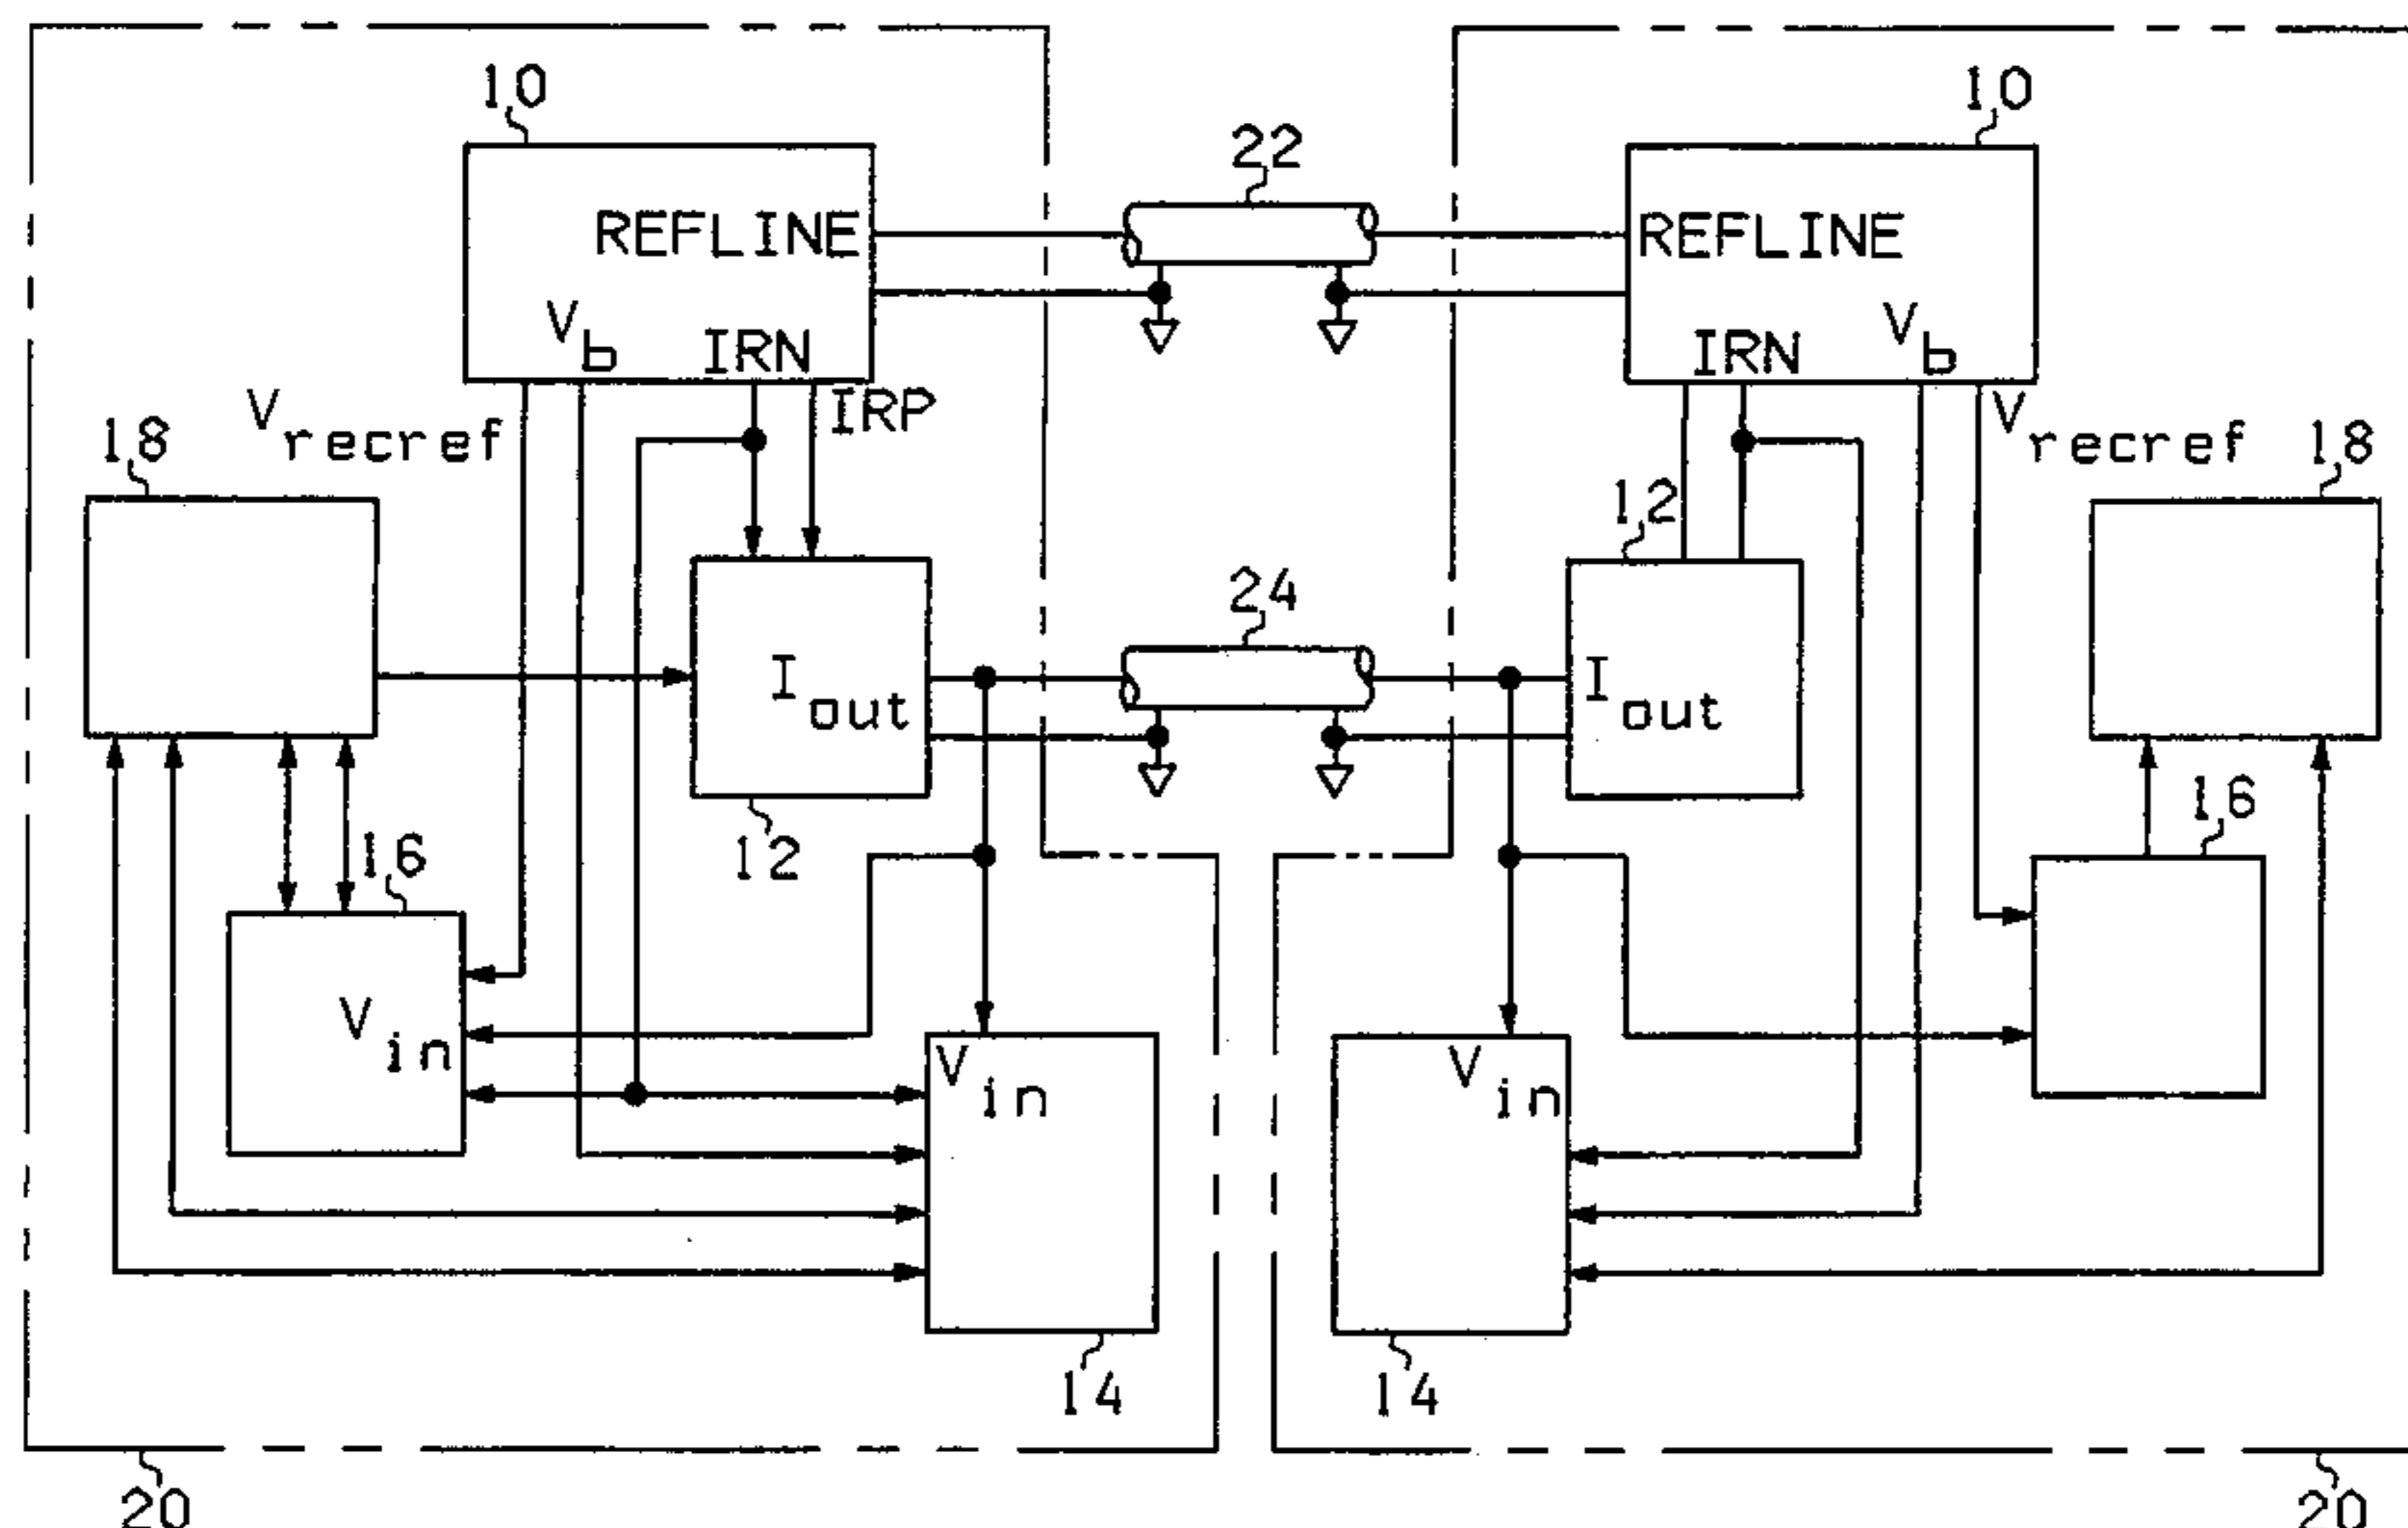 10
10
22
REFLINE
REFLINE
Vb
IRN
IRN
Vb
IRP
Vrecref
Vrecref
18
18
12
24
Iout
Iout
16
16
12
Vin
Vin
Vin
14
14
20
20